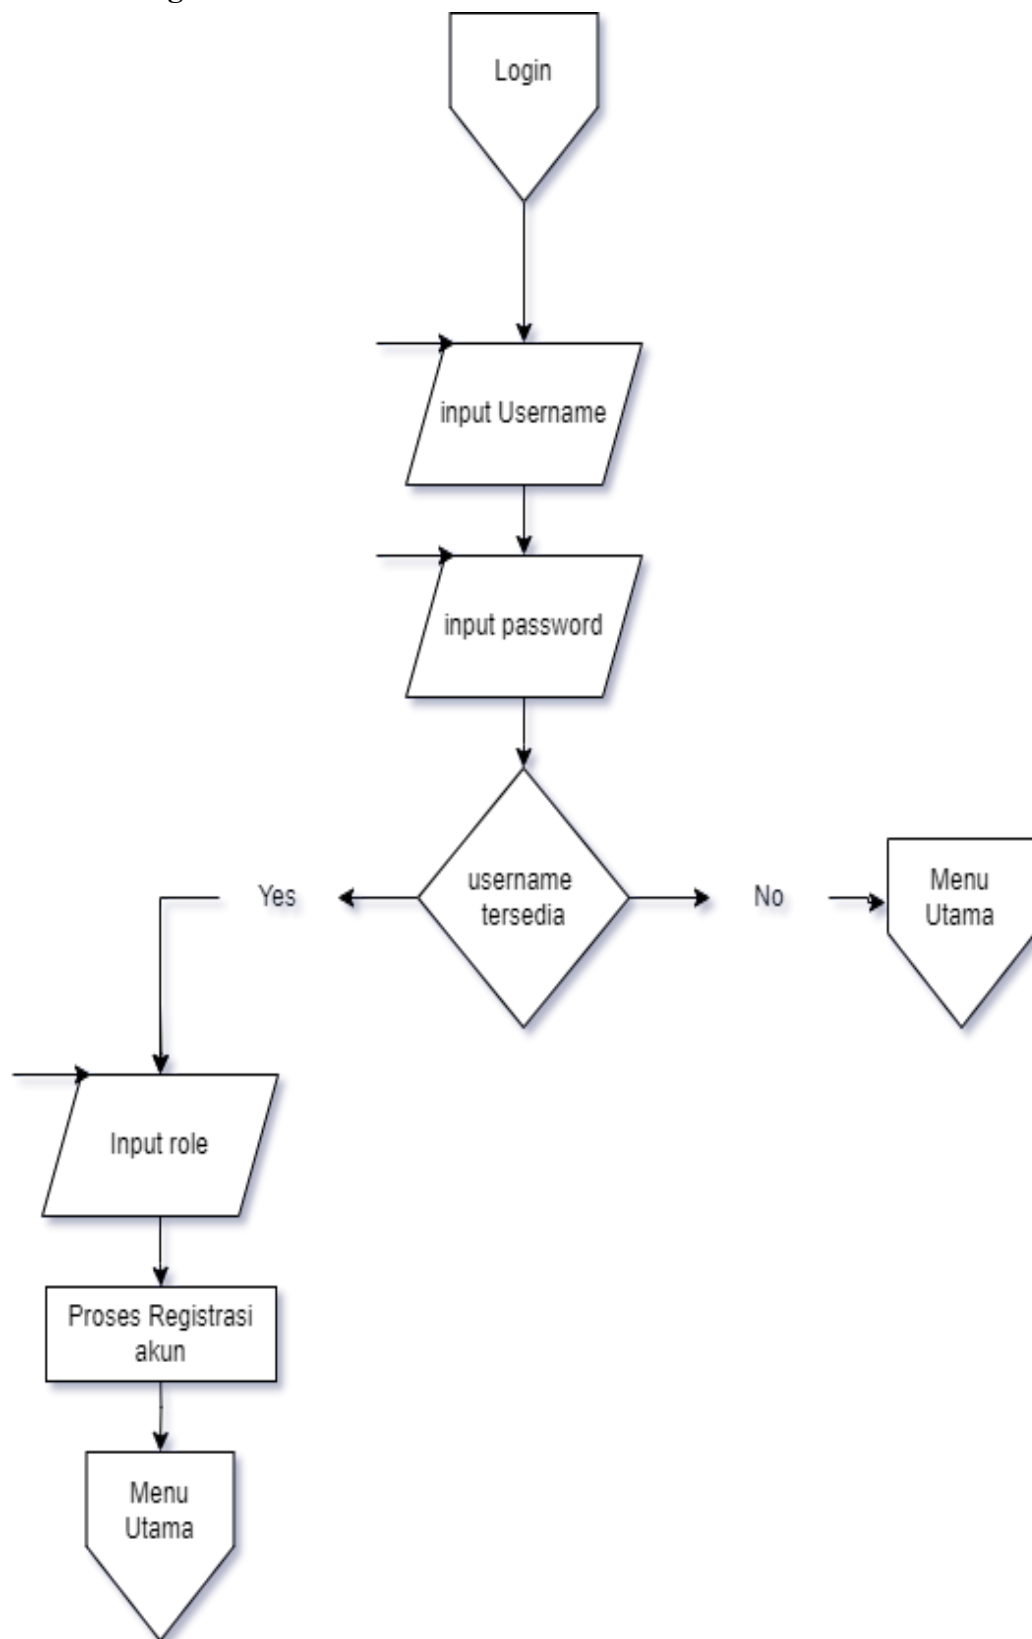 Login
input Username
input password
username
tersedia
Yes
No
Menu
Utama
Input role
Proses Registrasi
akun
Menu
Utama